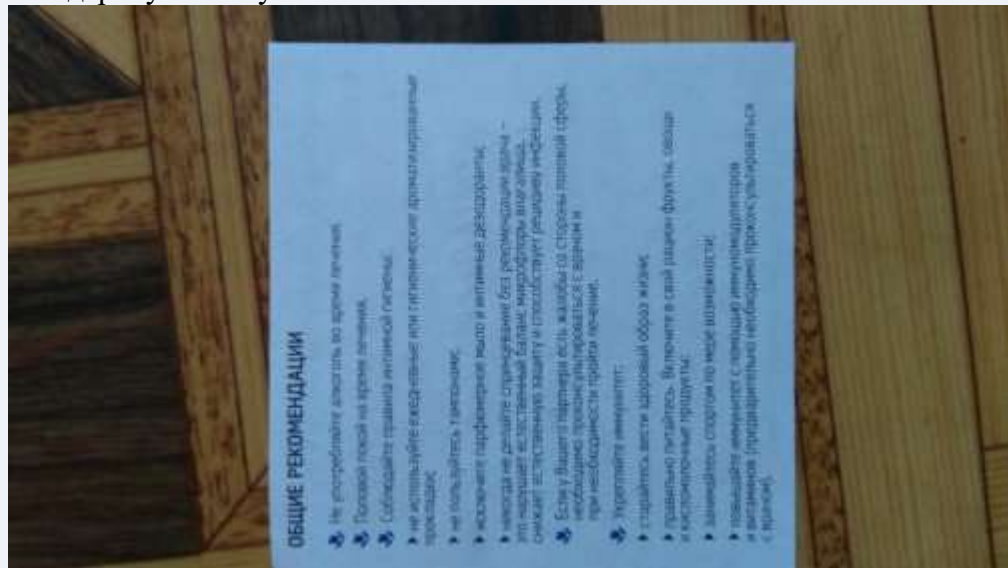 ОБЩИЕ РЕКОМЕНДАЦИИ
Не употребляйте алкоголь во время лечения.
Половой покой на время лечения.
Соблюдайте правила интимной гигиены:
не используйте ежедневные или гигиенические ароматизированные
прокладки;
не пользуйтесь тампонами;
исключите парфюмерное мыло и интимные дезодоранты;
никогда не делайте спринцевание без рекомендации врача –
это нарушает естественный баланс микрофлоры влагалища,
снижает естественную защиту и способствует рецидиву инфекции.
Если у Вашего партнера есть жалобы со стороны половой сферы,
необходимо проконсультироваться с врачом и
при необходимости пройти лечение.
Укрепляйте иммунитет:
старайтесь вести здоровый образ жизни;
правильно питайтесь. Включите в свой рацион фрукты, овощи
и кисломолочные продукты;
занимайтесь спортом по мере возможности;
повышайте иммунитет с помощью иммуномодуляторов
и витаминов (предварительно необходимо проконсультироваться
с врачом).